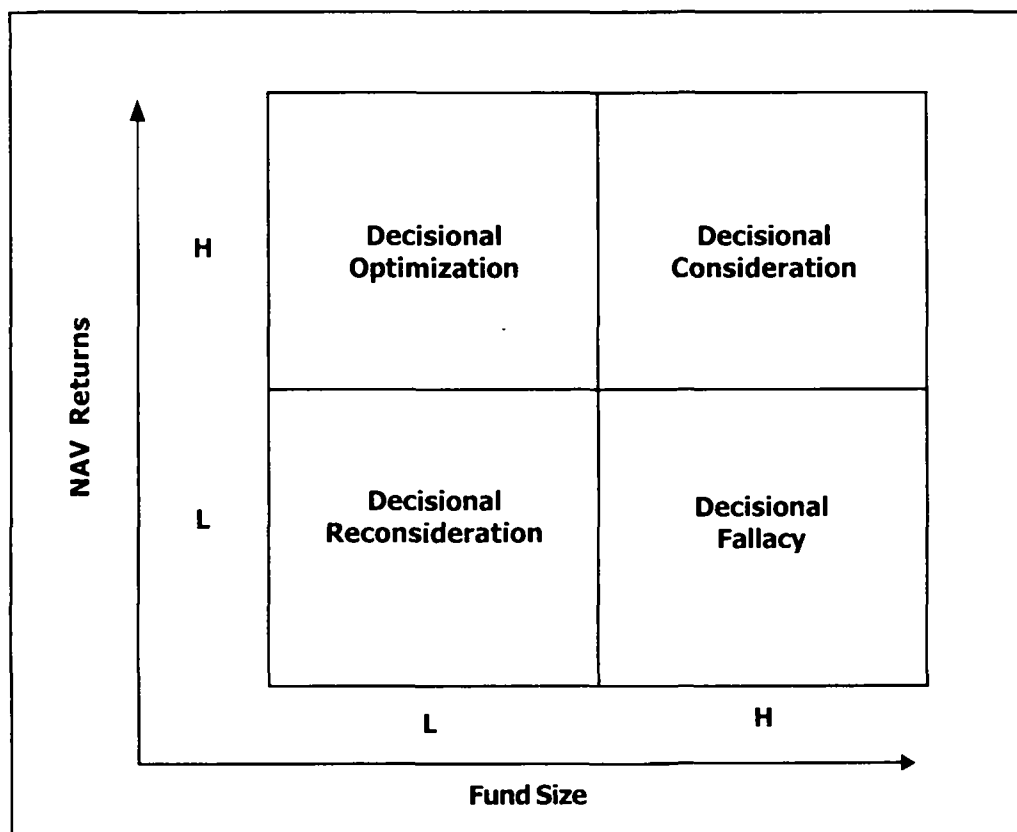 H
Decisional
Optimization
Decisional
Consideration
NAV Returns
L
Decisional
Reconsideration
Decisional
Fallacy
L
H
Fund Size